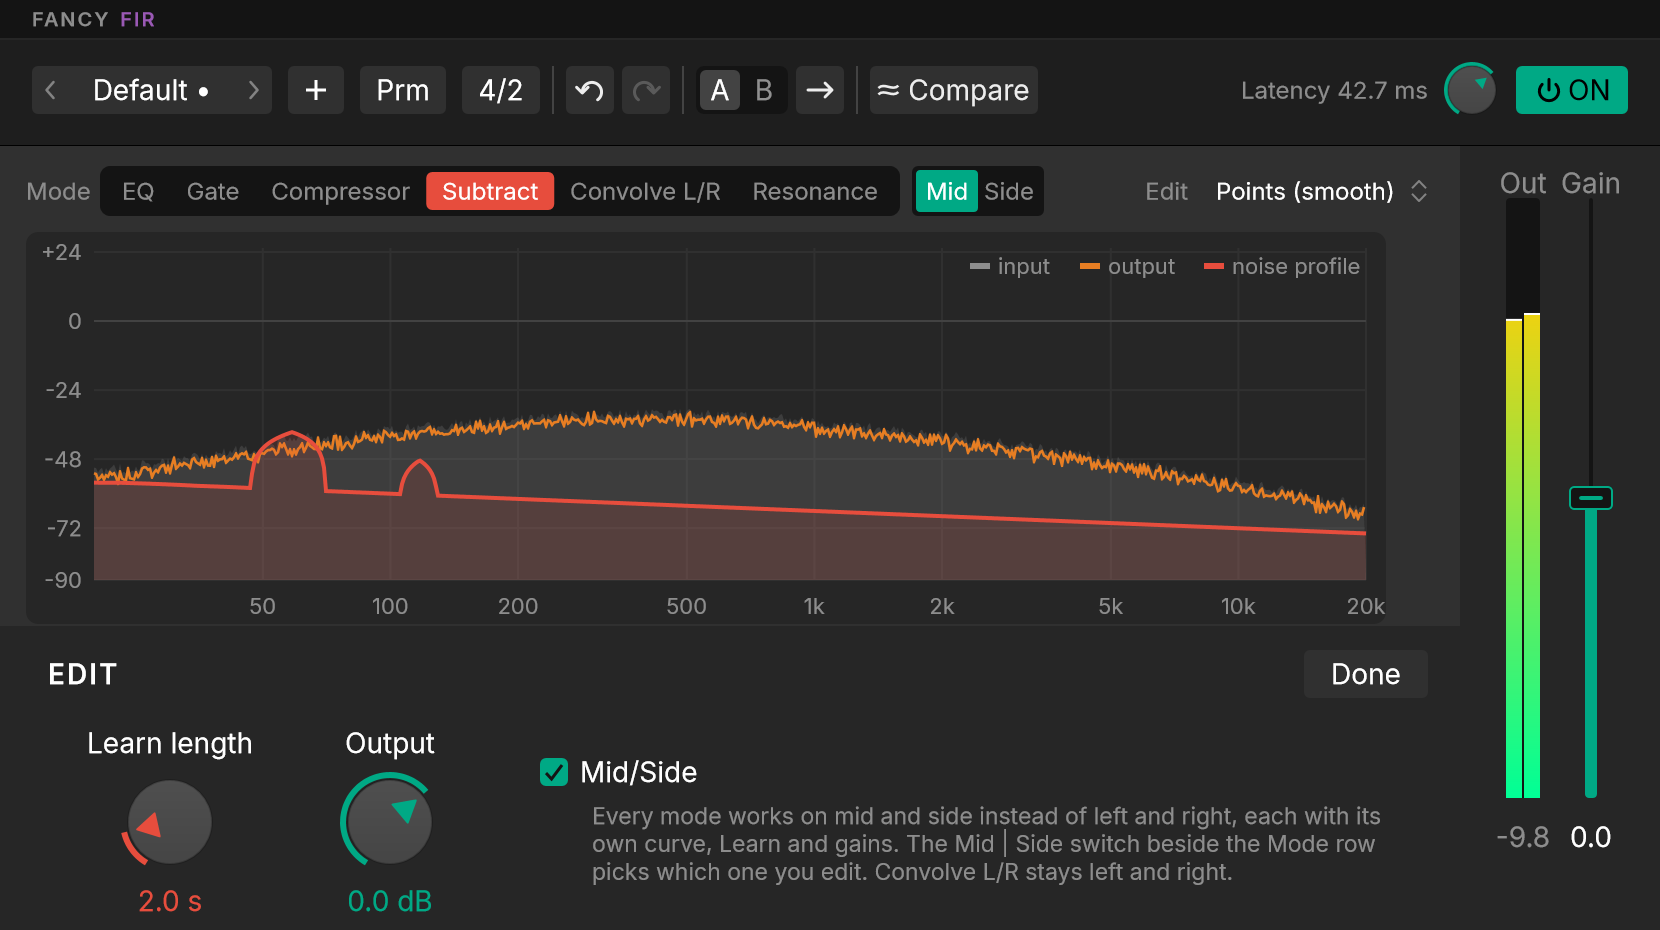 FANCY FIR
Default •
+
Prm
4/2
A B
→
≈ Compare
Latency 42.7 ms
ON
Mode EQ Gate Compressor Subtract Convolve L/R Resonance
Mid Side
Edit Points (smooth)
Out Gain
+24
0
-24
-48
-72
-90
input output noise profile
50 100 200 500 1k 2k 5k 10k 20k
EDIT
Done
Learn length
2.0 s
Output
0.0 dB
Mid/Side
Every mode works on mid and side instead of left and right, each with its
own curve, Learn and gains. The Mid | Side switch beside the Mode row
picks which one you edit. Convolve L/R stays left and right.
-9.8 0.0